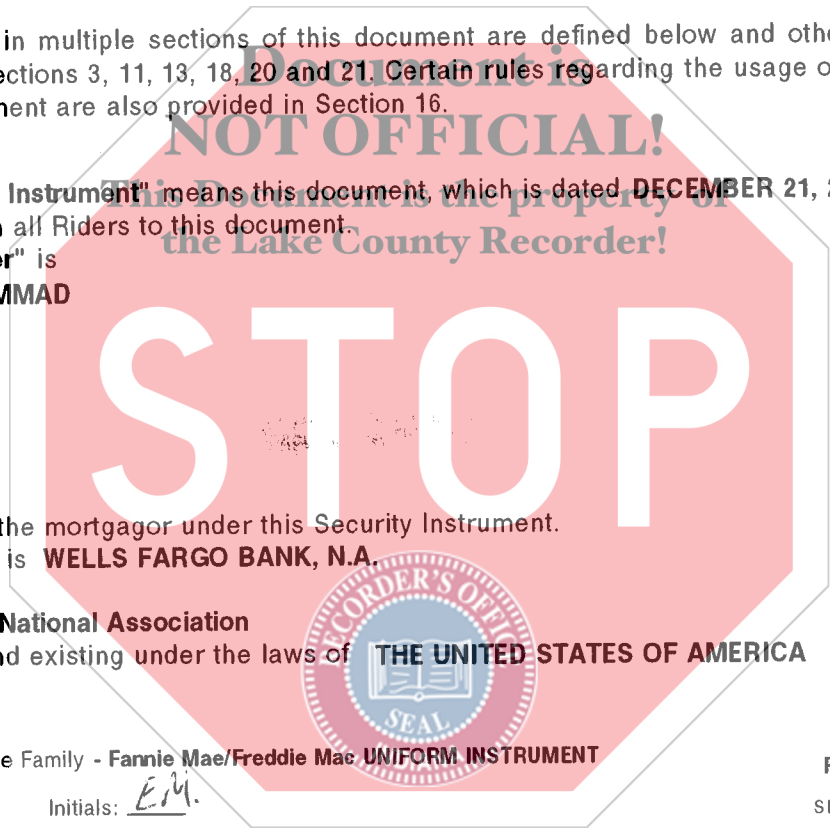 in multiple sections of this document are defined below and othe
ections 3, 11, 13, 18, 20 and 21. Certain rules regarding the usage o
ment are also provided in Section 16.
Document is
NOT OFFICIAL!
This Document is the property of
the Lake County Recorder!
Instrument" means this document, which is dated DECEMBER 21, 2
all Riders to this document.
er" is
MMAD
STOP
the mortgagor under this Security Instrument.
is WELLS FARGO BANK, N.A.
National Association
nd existing under the laws of THE UNITED STATES OF AMERICA
RECORDER'S OFFICE
SEAL
INDIANA
e Family - Fannie Mae/Freddie Mac UNIFORM INSTRUMENT
Initials: E.M.